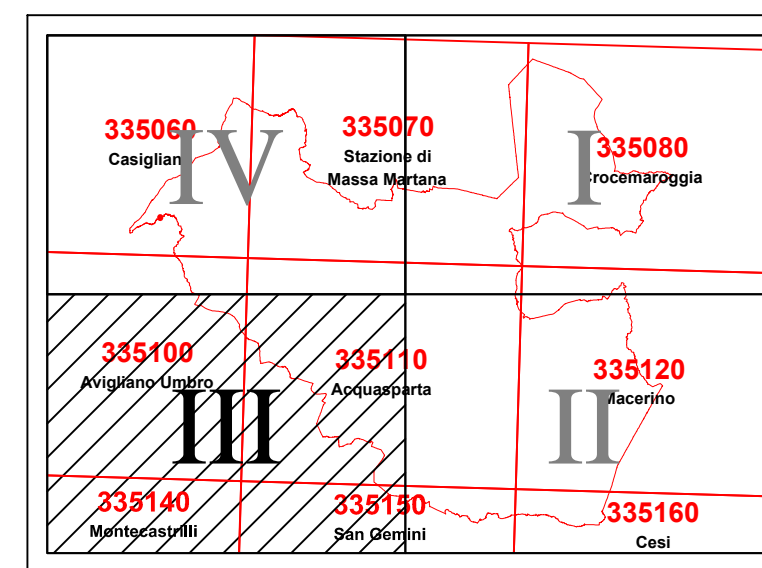 335060
Casiglian
IV
335070
Stazione di
Massa Martana
I
335080
Crocemaroggia
335100
Avigliano Umbro
III
335110
Acquasparta
II
335120
Macerino
335140
Montecastrilli
335150
San Gemini
335160
Cesi